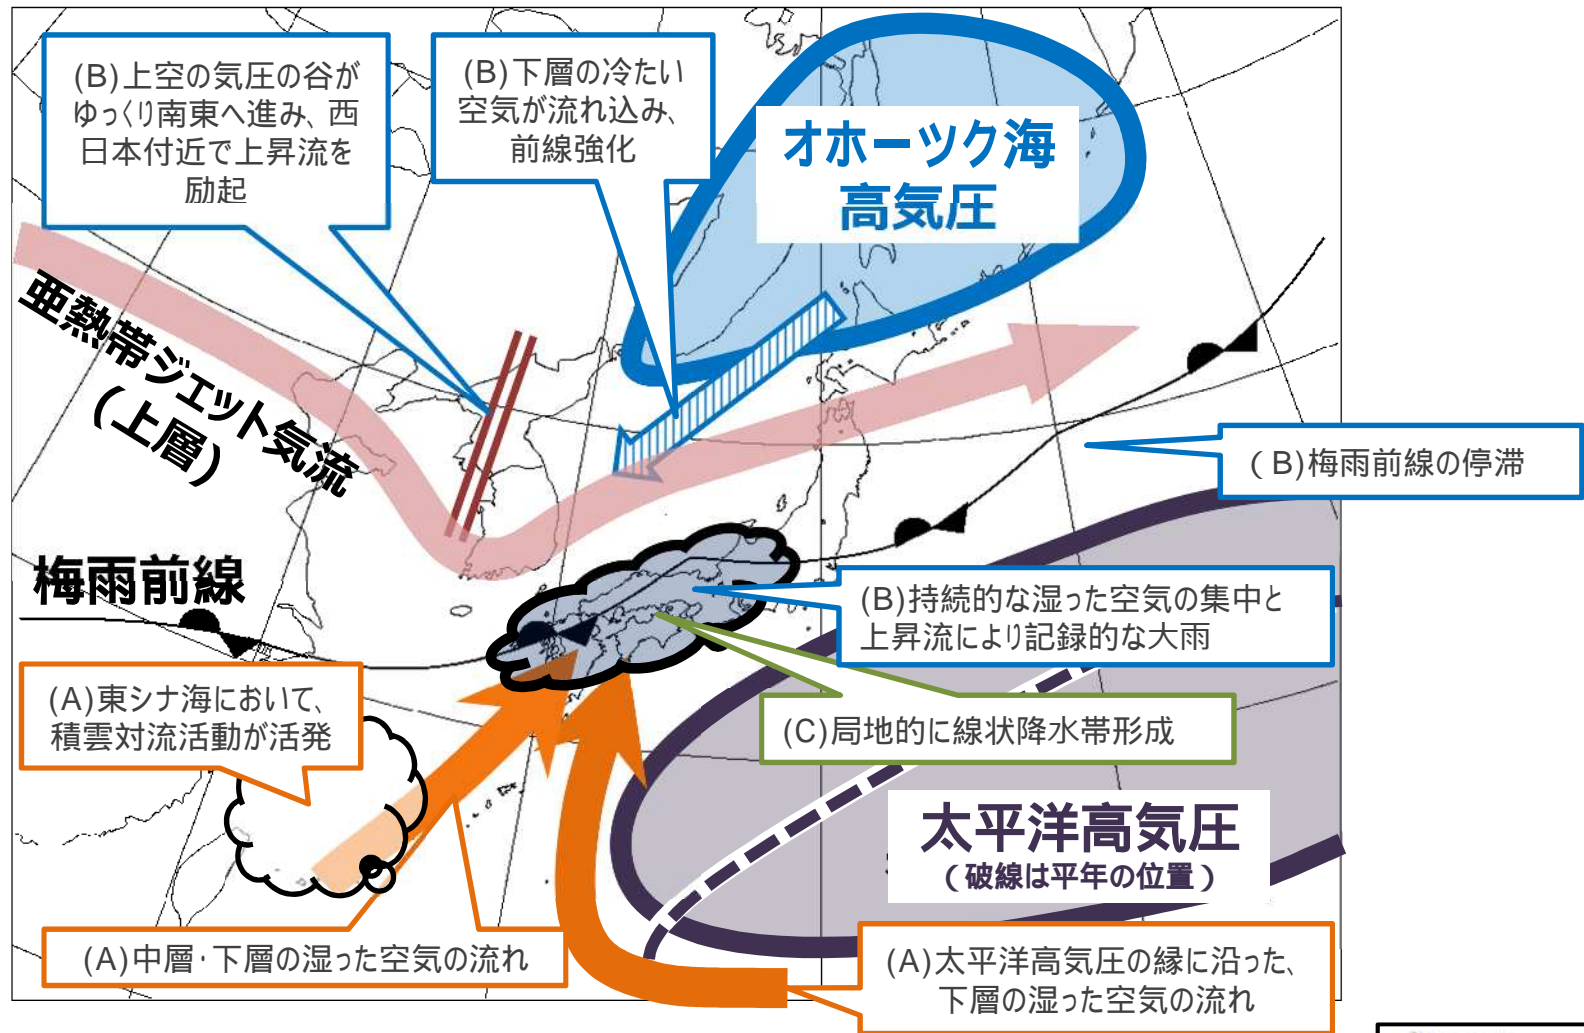 (B)上空の気圧の谷が
ゆっくり南東へ進み、西
日本付近で上昇流を
励起
(B)下層の冷たい
空気が流れ込み、
前線強化
オホーツク海
高気圧
亜熱帯ジェット気流
(上層)
(B)梅雨前線の停滞
梅雨前線
(B)持続的な湿った空気の集中と
上昇流により記録的な大雨
(A)東シナ海において、
積雲対流活動が活発
(C)局地的に線状降水帯形成
太平洋高気圧
(破線は平年の位置)
(A)中層・下層の湿った空気の流れ
(A)太平洋高気圧の縁に沿った、
下層の湿った空気の流れ